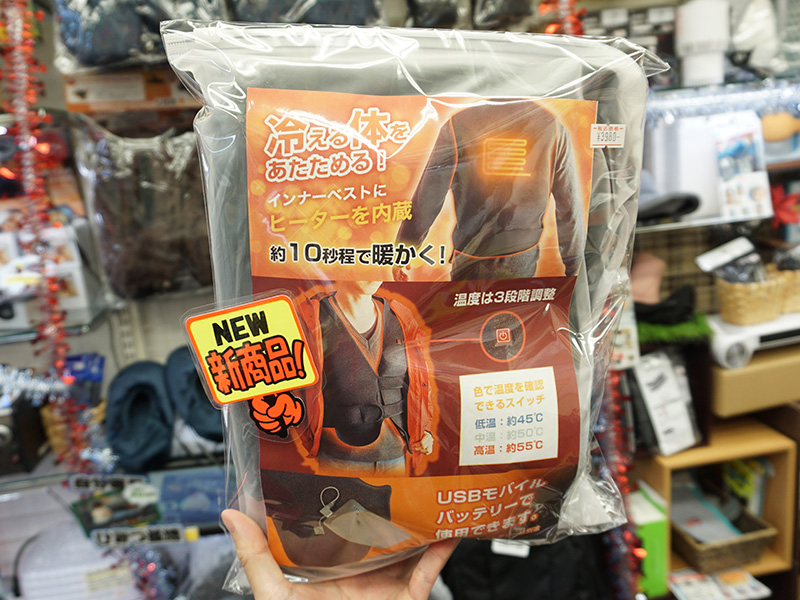 冷える体を
あたためる!
インナーベストに
ヒーターを内蔵
約10秒程で暖かく!
¥3980-
温度は3段階調整
NEW
新商品!
色で温度を確認
できるスイッチ
低温：約45℃
中温：約50℃
高温：約55℃
USBモバイル
バッテリーで
使用できます。